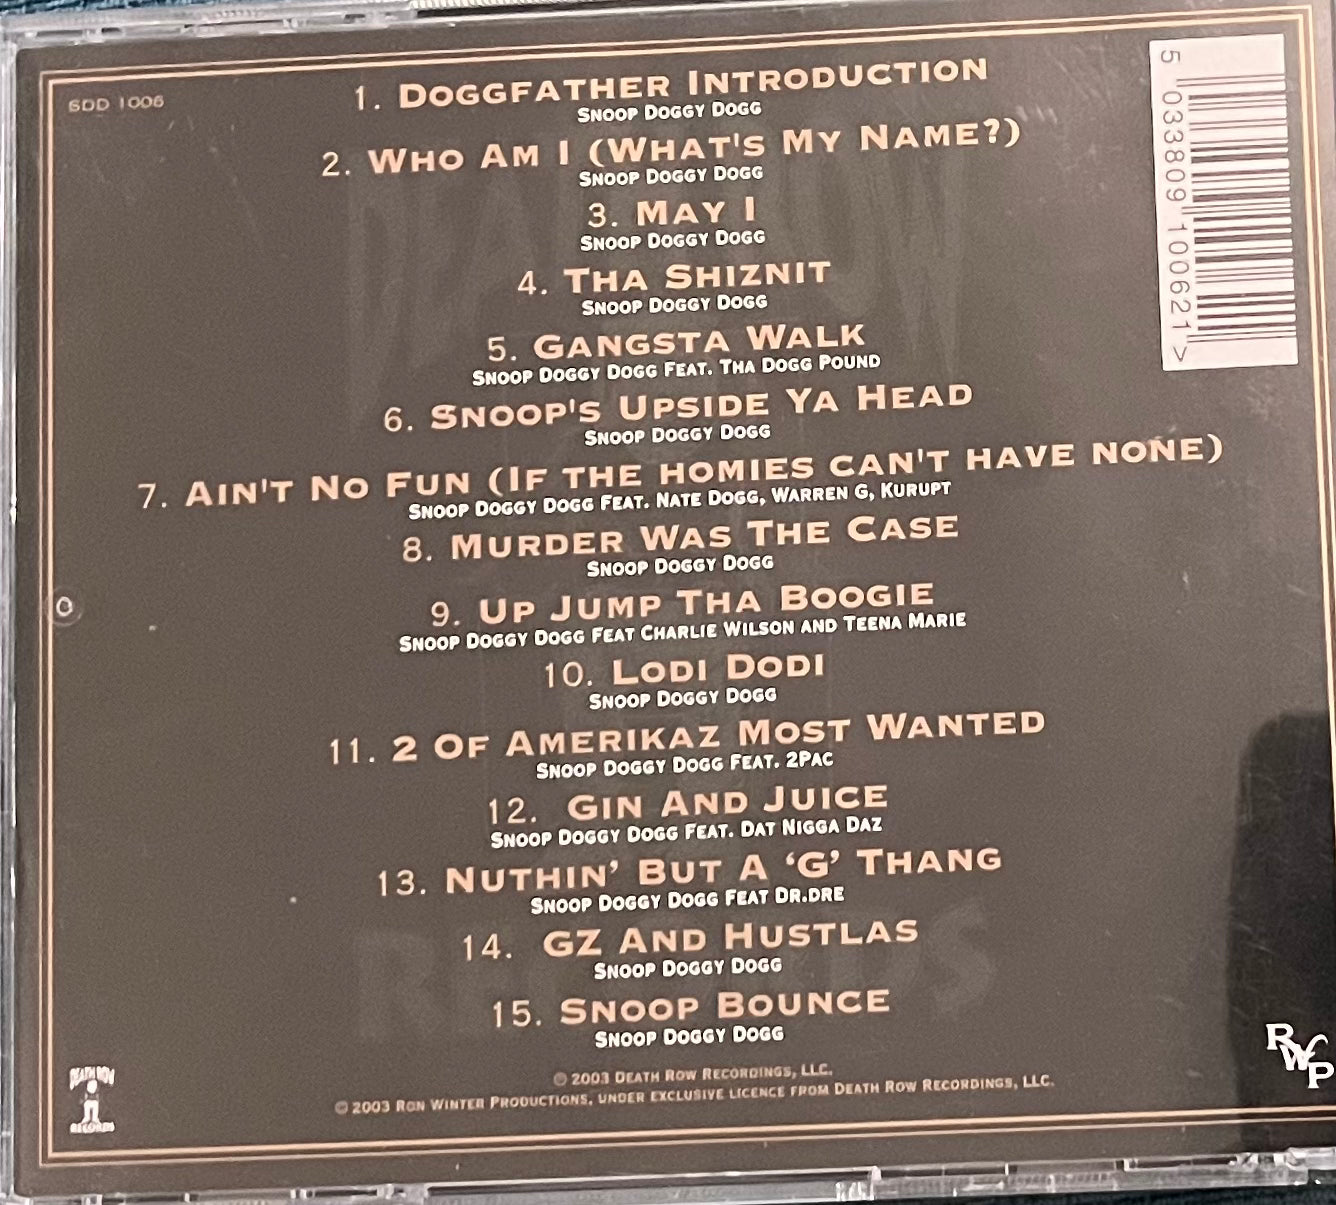 SDD 1006
1. DOGGFATHER INTRODUCTION
SNOOP DOGGY DOGG
2. WHO AM I (WHAT'S MY NAME?)
SNOOP DOGGY DOGG
3. MAY I
SNOOP DOGGY DOGG
4. THA SHIZNIT
SNOOP DOGGY DOGG
5. GANGSTA WALK
SNOOP DOGGY DOGG FEAT. THA DOGG POUND
6. SNOOP'S UPSIDE YA HEAD
SNOOP DOGGY DOGG
7. AIN'T NO FUN (IF THE HOMIES CAN'T HAVE NONE)
SNOOP DOGGY DOGG FEAT. NATE DOGG, WARREN G, KURUPT
8. MURDER WAS THE CASE
SNOOP DOGGY DOGG
9. UP JUMP THA BOOGIE
SNOOP DOGGY DOGG FEAT CHARLIE WILSON AND TEENA MARIE
10. LODI DODI
SNOOP DOGGY DOGG
11. 2 OF AMERIKAZ MOST WANTED
SNOOP DOGGY DOGG FEAT. 2PAC
12. GIN AND JUICE
SNOOP DOGGY DOGG FEAT. DAT NIGGA DAZ
13. NUTHIN' BUT A 'G' THANG
SNOOP DOGGY DOGG FEAT DR.DRE
14. GZ AND HUSTLAS
SNOOP DOGGY DOGG
15. SNOOP BOUNCE
SNOOP DOGGY DOGG
℗ 2003 DEATH ROW RECORDINGS, LLC.
© 2003 RON WINTER PRODUCTIONS, UNDER EXCLUSIVE LICENCE FROM DEATH ROW RECORDINGS, LLC.
DEATH ROW
RECORDS
RWP
5 033809 100621 >
DEATH ROW
RECORDS